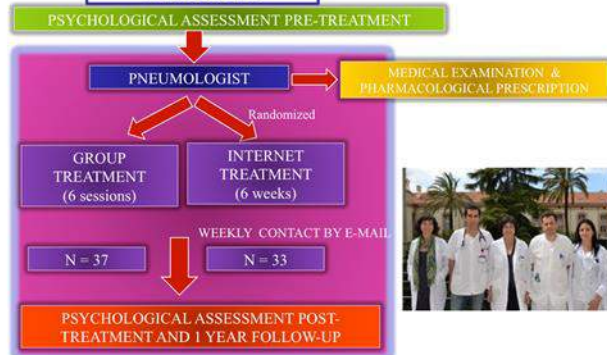 PSYCHOLOGICAL ASSESSMENT PRE-TREATMENT
PNEUMOLOGIST
MEDICAL EXAMINATION &
PHARMACOLOGICAL PRESCRIPTION
Randomized
GROUP
TREATMENT
(6 sessions)
INTERNET
TREATMENT
(6 weeks)
WEEKLY CONTACT BY E-MAIL
N = 37
N = 33
PSYCHOLOGICAL ASSESSMENT POST-
TREATMENT AND 1 YEAR FOLLOW-UP